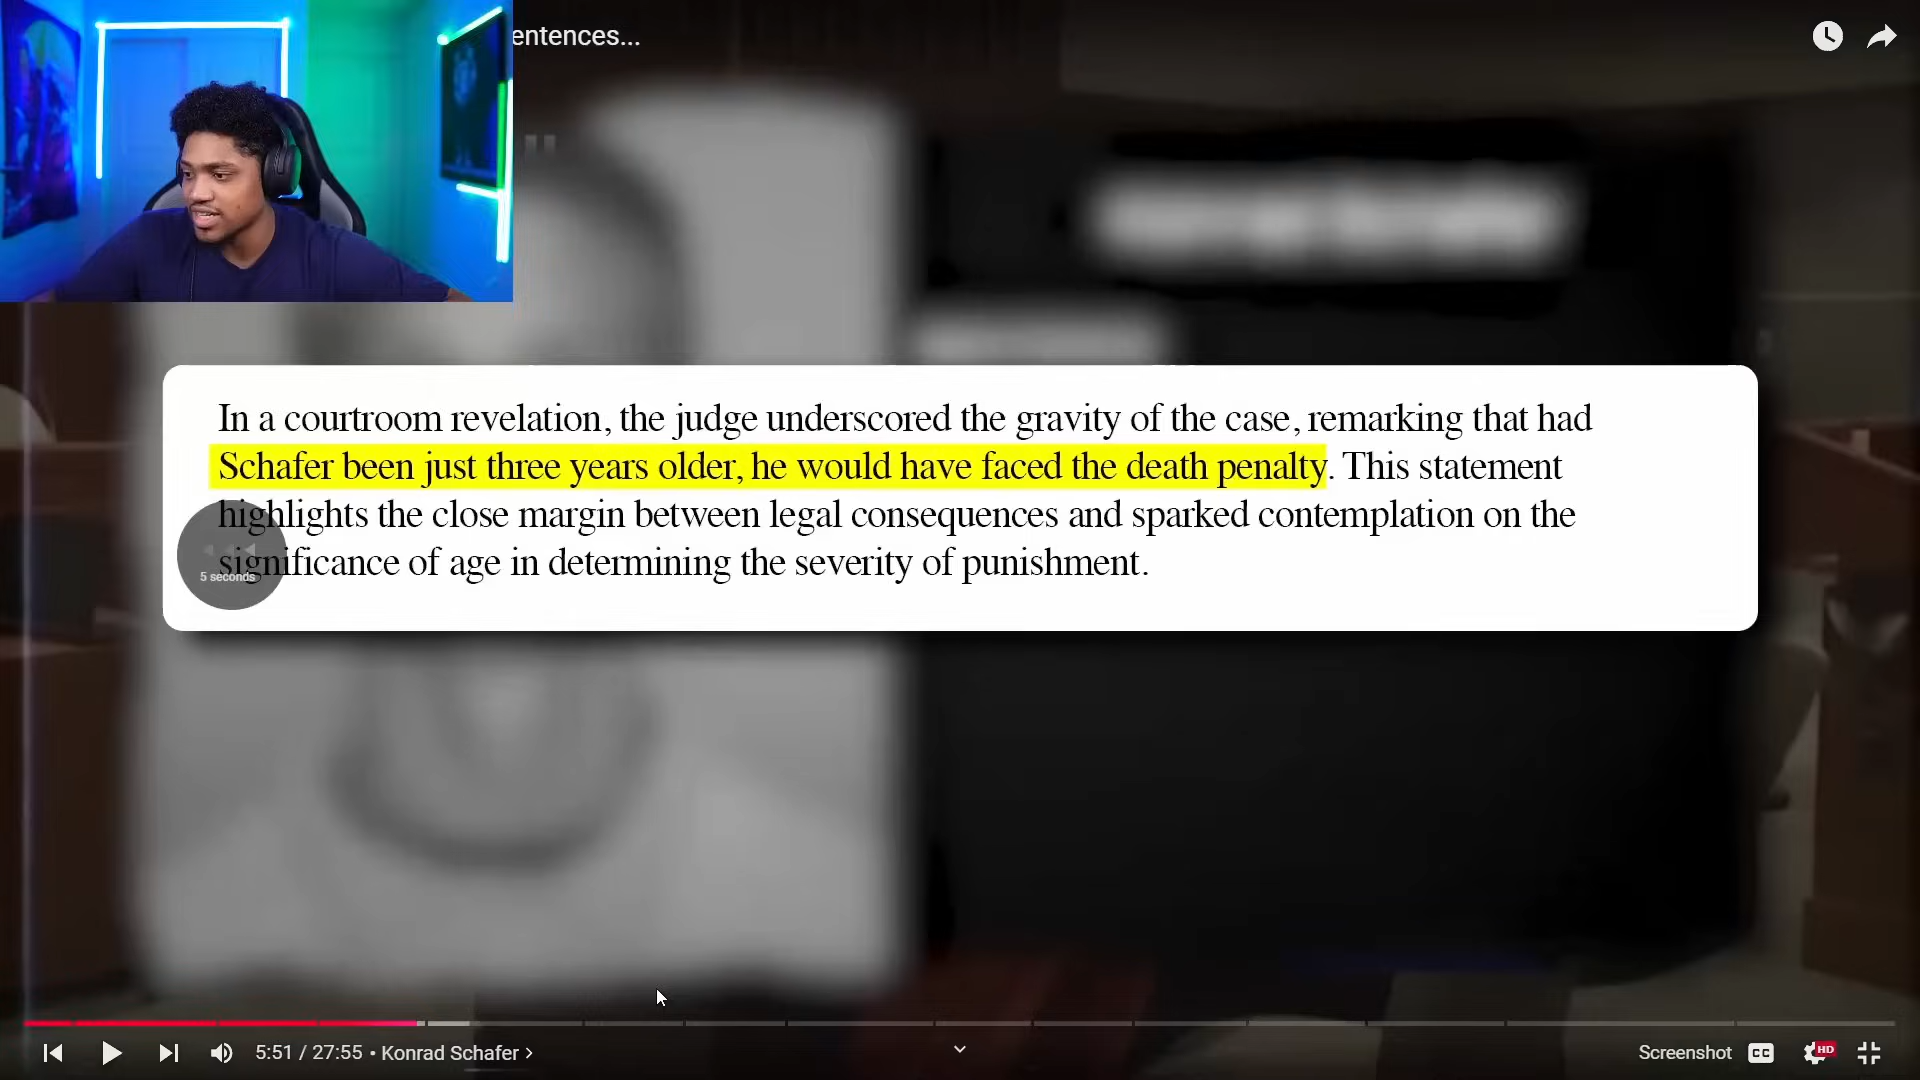 entences...
In a courtroom revelation, the judge underscored the gravity of the case, remarking that had
Schafer been just three years older, he would have faced the death penalty. This statement
highlights the close margin between legal consequences and sparked contemplation on the
significance of age in determining the severity of punishment.
5 seconds
5:51 / 27:55 • Konrad Schafer >
Screenshot
CC
HD